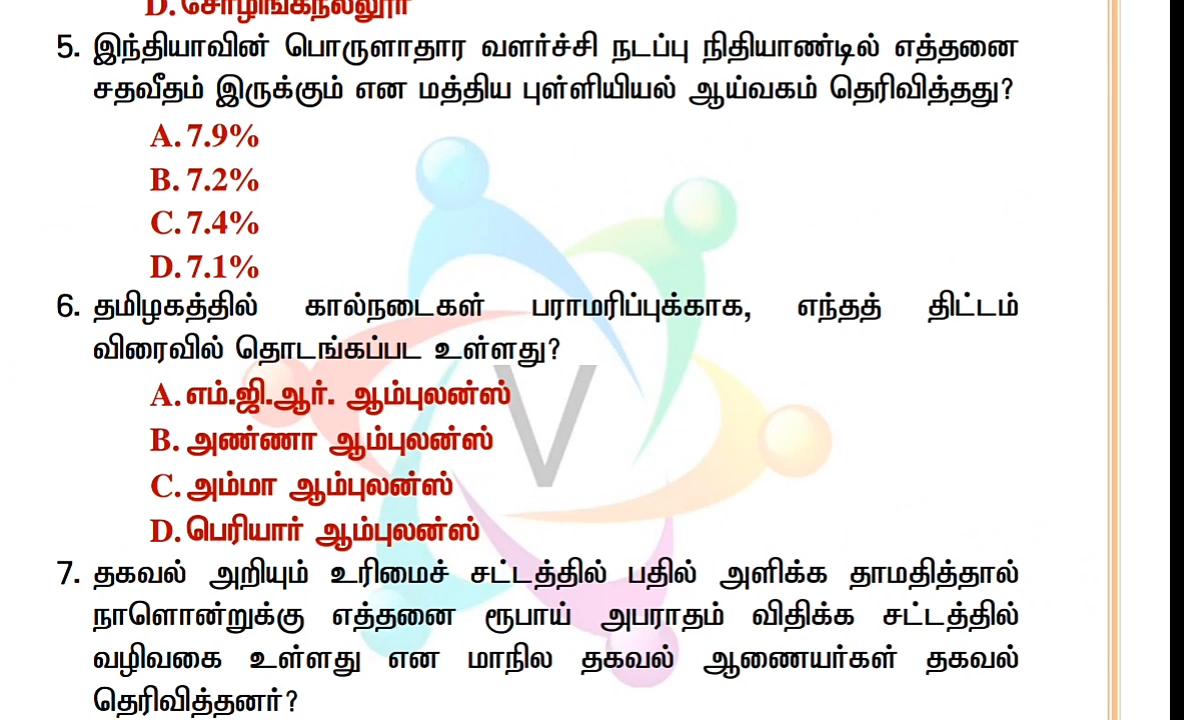 D. சோழிங்கநல்லூர்
5. இந்தியாவின் பொருளாதார வளர்ச்சி நடப்பு நிதியாண்டில் எத்தனை
சதவீதம் இருக்கும் என மத்திய புள்ளியியல் ஆய்வகம் தெரிவித்தது?
A. 7.9%
B. 7.2%
C. 7.4%
D. 7.1%
6. தமிழகத்தில் கால்நடைகள் பராமரிப்புக்காக, எந்தத் திட்டம்
விரைவில் தொடங்கப்பட உள்ளது?
A. எம்.ஜி.ஆர். ஆம்புலன்ஸ்
B. அண்ணா ஆம்புலன்ஸ்
C. அம்மா ஆம்புலன்ஸ்
D. பெரியார் ஆம்புலன்ஸ்
V
7. தகவல் அறியும் உரிமைச் சட்டத்தில் பதில் அளிக்க தாமதித்தால்
நாளொன்றுக்கு எத்தனை ரூபாய் அபராதம் விதிக்க சட்டத்தில்
வழிவகை உள்ளது என மாநில தகவல் ஆணையர்கள் தகவல்
தெரிவித்தனர்?